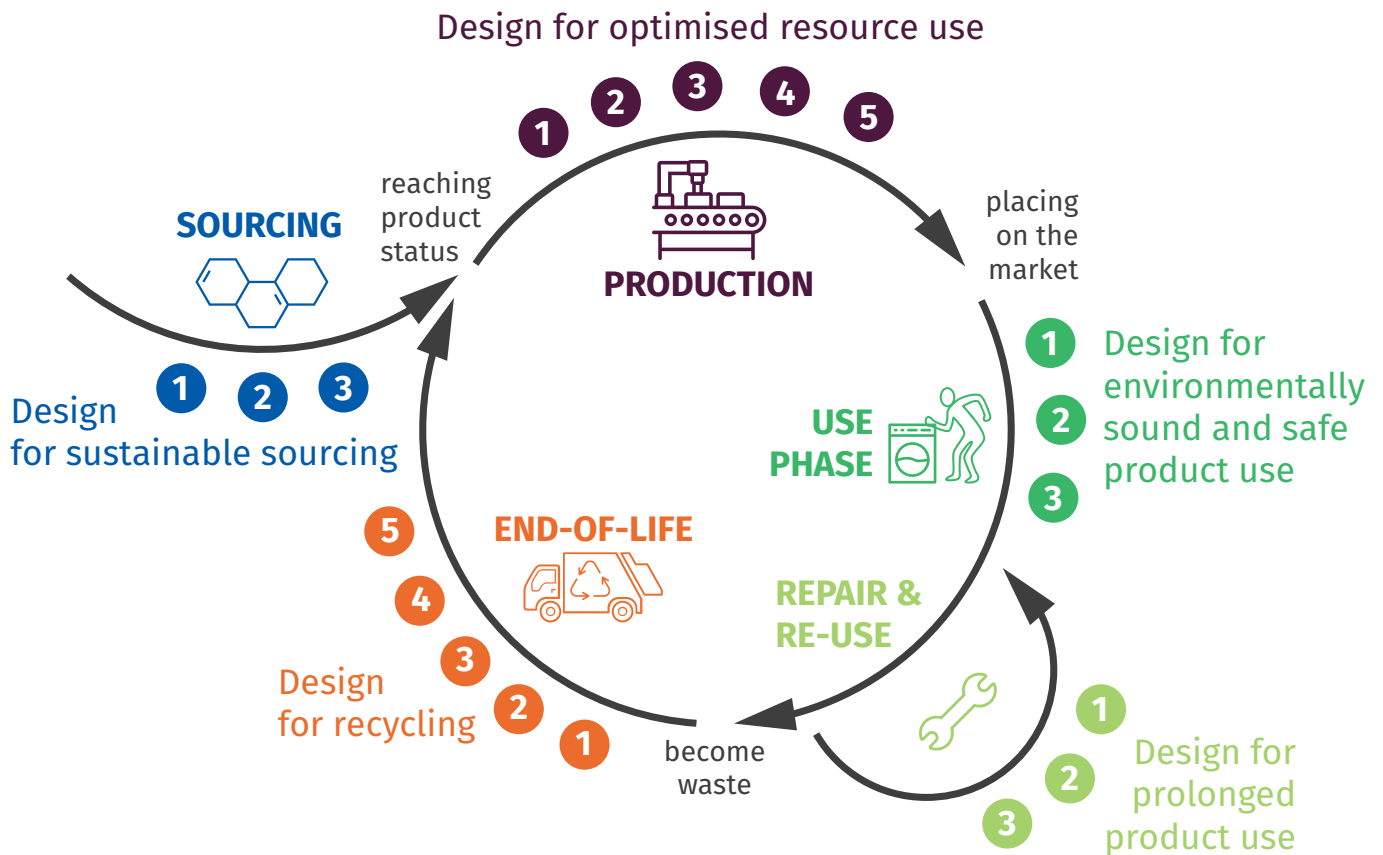 Design for optimised resource use
1
2
3
4
5
reaching
product
status
SOURCING
PRODUCTION
placing
on the
market
1
2
3
Design
for sustainable sourcing
1
2
3
Design for
environmentally
sound and safe
product use
USE
PHASE
END-OF-LIFE
5
4
3
2
1
Design
for recycling
REPAIR &
RE-USE
become
waste
1
2
3
Design for
prolonged
product use